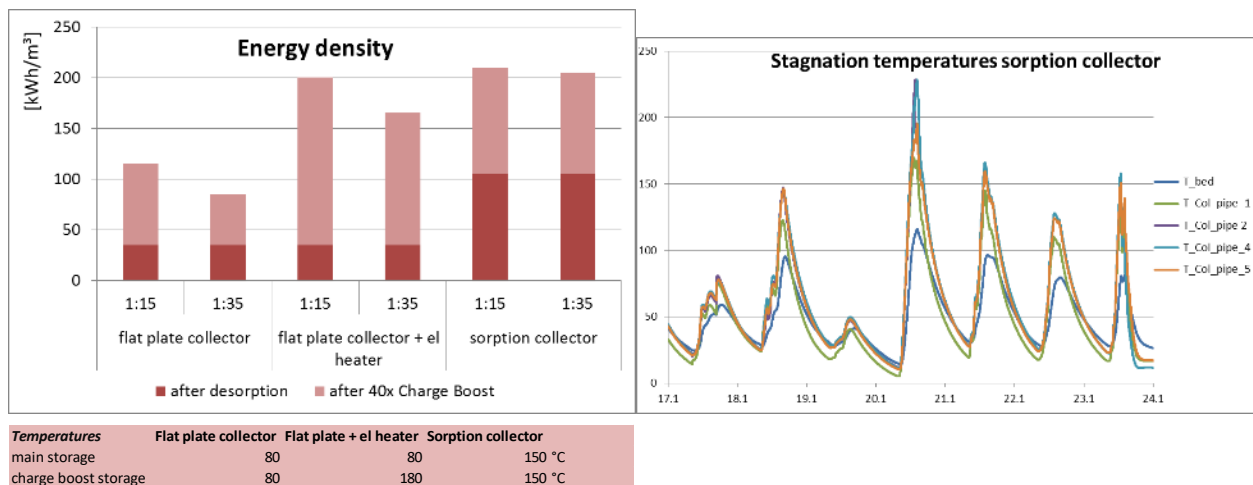 Energy density
[kWh/m³]
250
200
150
100
50
0
1:15 1:35 1:15 1:35 1:15 1:35
flat plate collector flat plate collector + el sorption collector
heater
after desorption after 40x Charge Boost
Stagnation temperatures sorption collector
250
200
150
100
50
0
17.1 18.1 19.1 20.1 21.1 22.1 23.1 24.1
T_bed
T_Col_pipe_1
T_Col_pipe 2
T_Col_pipe_4
T_Col_pipe_5
Temperatures Flat plate collector Flat plate + el heater Sorption collector
main storage 80 80 150 °C
charge boost storage 80 180 150 °C